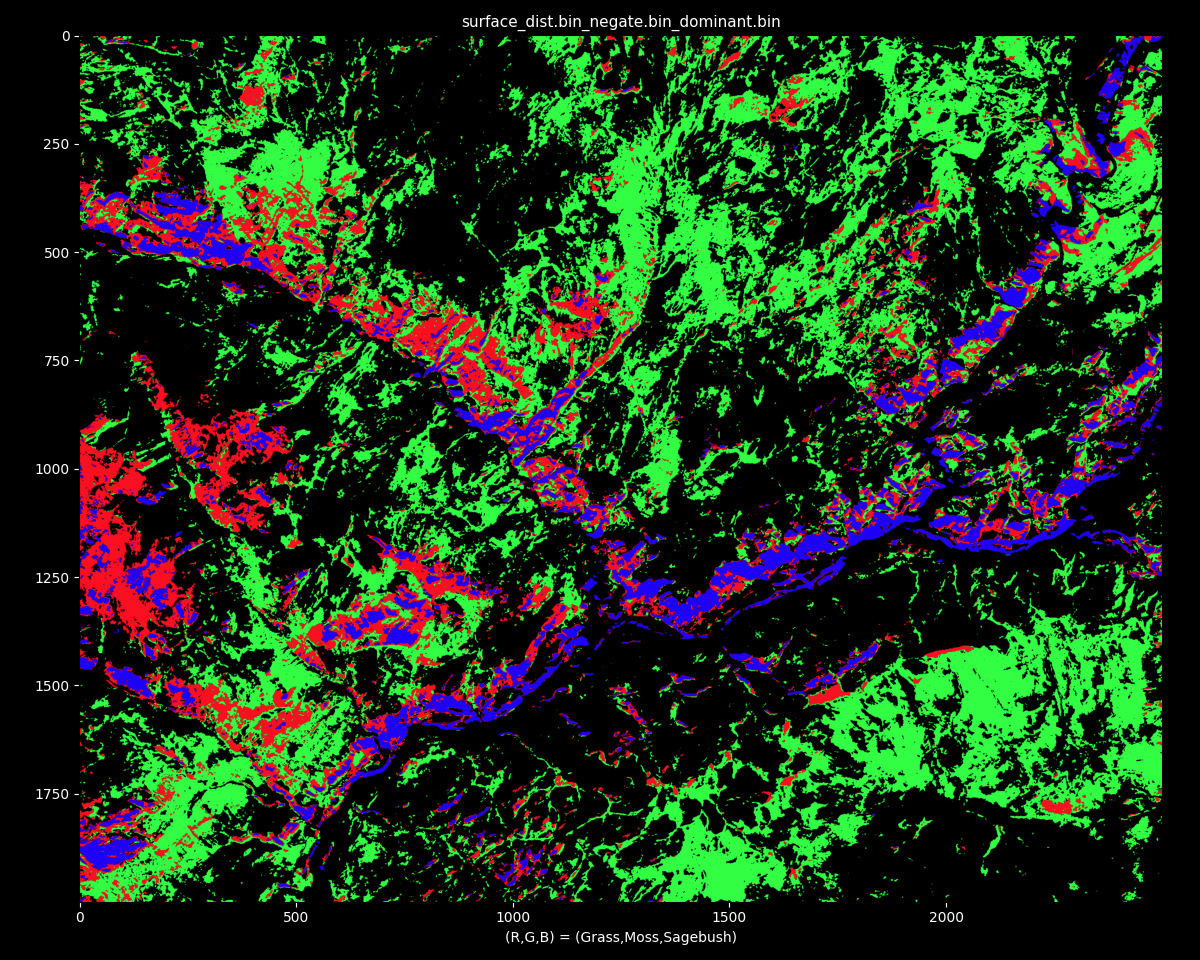 surface_dist.bin_negate.bin_dominant.bin
0
250
500
750
1000
1250
1500
1750
0 500 1000 1500 2000
(R,G,B) = (Grass,Moss,Sagebush)